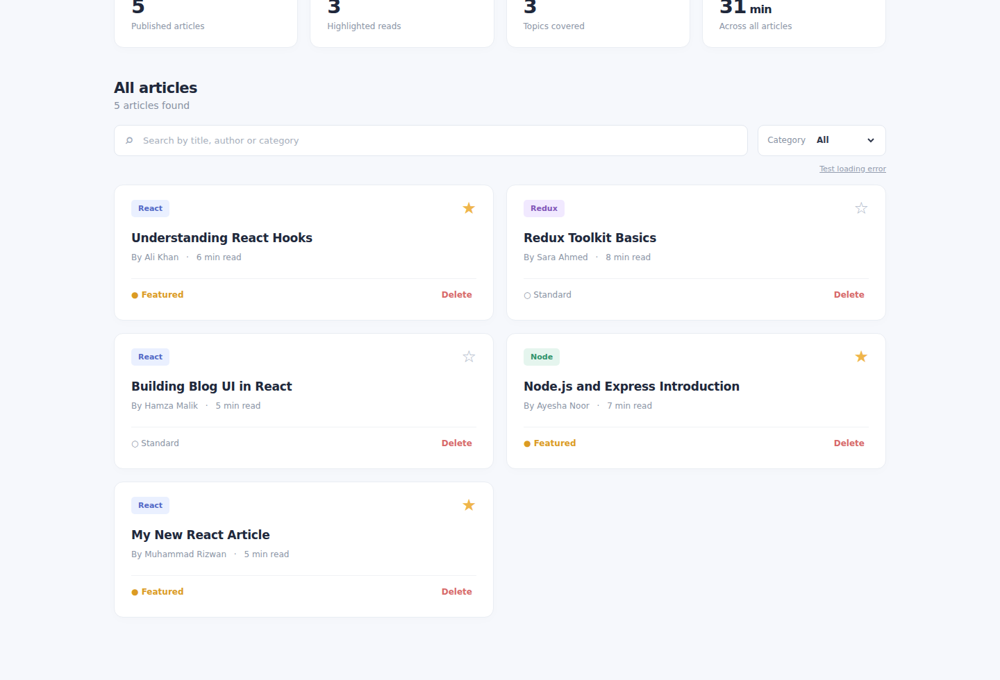 5
Published articles
3
Highlighted reads
3
Topics covered
31 min
Across all articles
All articles
5 articles found
Search by title, author or category
Category All
Test loading error
React
Understanding React Hooks
By Ali Khan · 6 min read
Featured
Delete
Redux
Redux Toolkit Basics
By Sara Ahmed · 8 min read
Standard
Delete
React
Building Blog UI in React
By Hamza Malik · 5 min read
Standard
Delete
Node
Node.js and Express Introduction
By Ayesha Noor · 7 min read
Featured
Delete
React
My New React Article
By Muhammad Rizwan · 5 min read
Featured
Delete